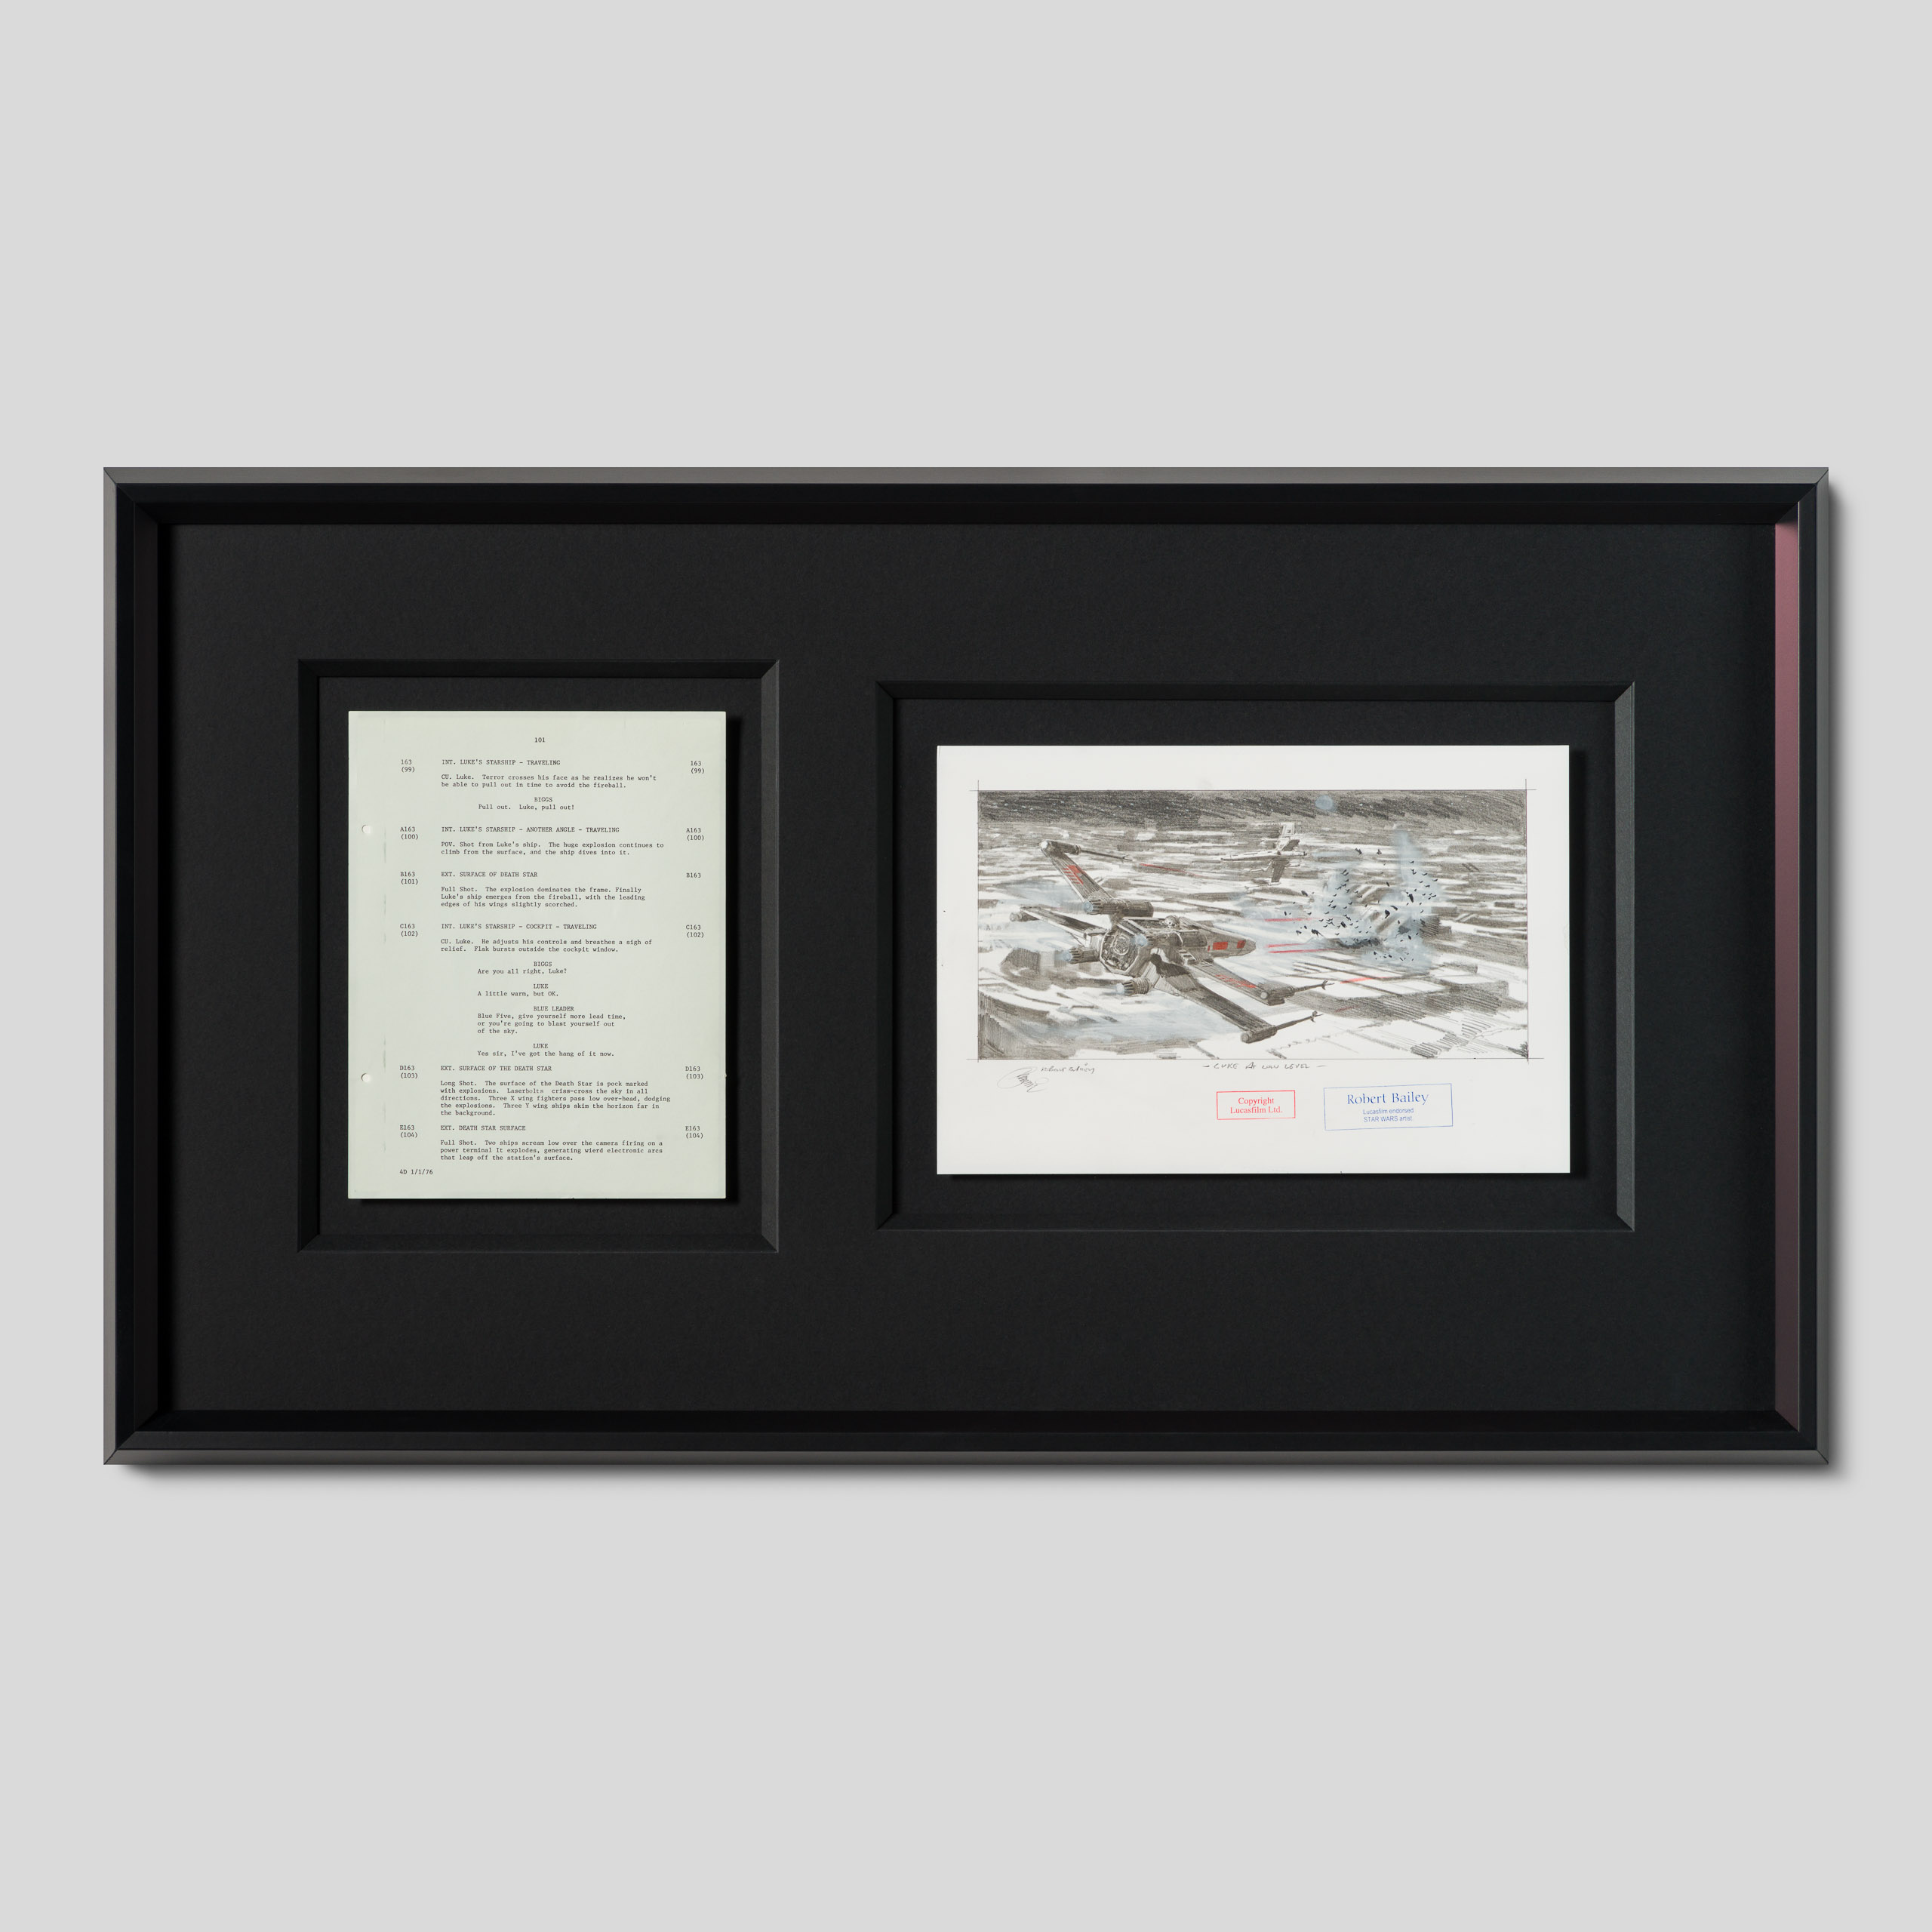 101
163 INT. LUKE'S STARSHIP - TRAVELING 163
(99) (99)
CU. Luke. Terror crosses his face as he realizes he won't
be able to pull out in time to avoid the fireball.
BIGGS
Pull out. Luke, pull out!
A163 INT. LUKE'S STARSHIP - ANOTHER ANGLE - TRAVELING A163
(100) (100)
POV. Shot from Luke's ship. The huge explosion continues to
climb from the surface, and the ship dives into it.
B163 EXT. SURFACE OF DEATH STAR B163
(101)
Full Shot. The explosion dominates the frame. Finally
Luke's ship emerges from the fireball, with the leading
edges of his wings slightly scorched.
C163 INT. LUKE'S STARSHIP - COCKPIT - TRAVELING C163
(102) (102)
CU. Luke. He adjusts his controls and breathes a sigh of
relief. Flak bursts outside the cockpit window.
BIGGS
Are you all right, Luke?
LUKE
A little warm, but OK.
BLUE LEADER
Blue Five, give yourself more lead time,
or you're going to blast yourself out
of the sky.
LUKE
Yes sir, I've got the hang of it now.
D163 EXT. SURFACE OF THE DEATH STAR D163
(103) (103)
Long Shot. The surface of the Death Star is pock marked
with explosions. Laserbolts criss-cross the sky in all
directions. Three X wing fighters pass low over-head, dodging
the explosions. Three Y wing ships skim the horizon far in
the background.
E163 EXT. DEATH STAR SURFACE E163
(104) (104)
Full Shot. Two ships scream low over the camera firing on a
power terminal It explodes, generating wierd electronic arcs
that leap off the station's surface.
4D 1/1/76
- LUKE AT LOW LEVEL -
Copyright
Lucasfilm Ltd.
Robert Bailey
Lucasfilm endorsed
STAR WARS artist.